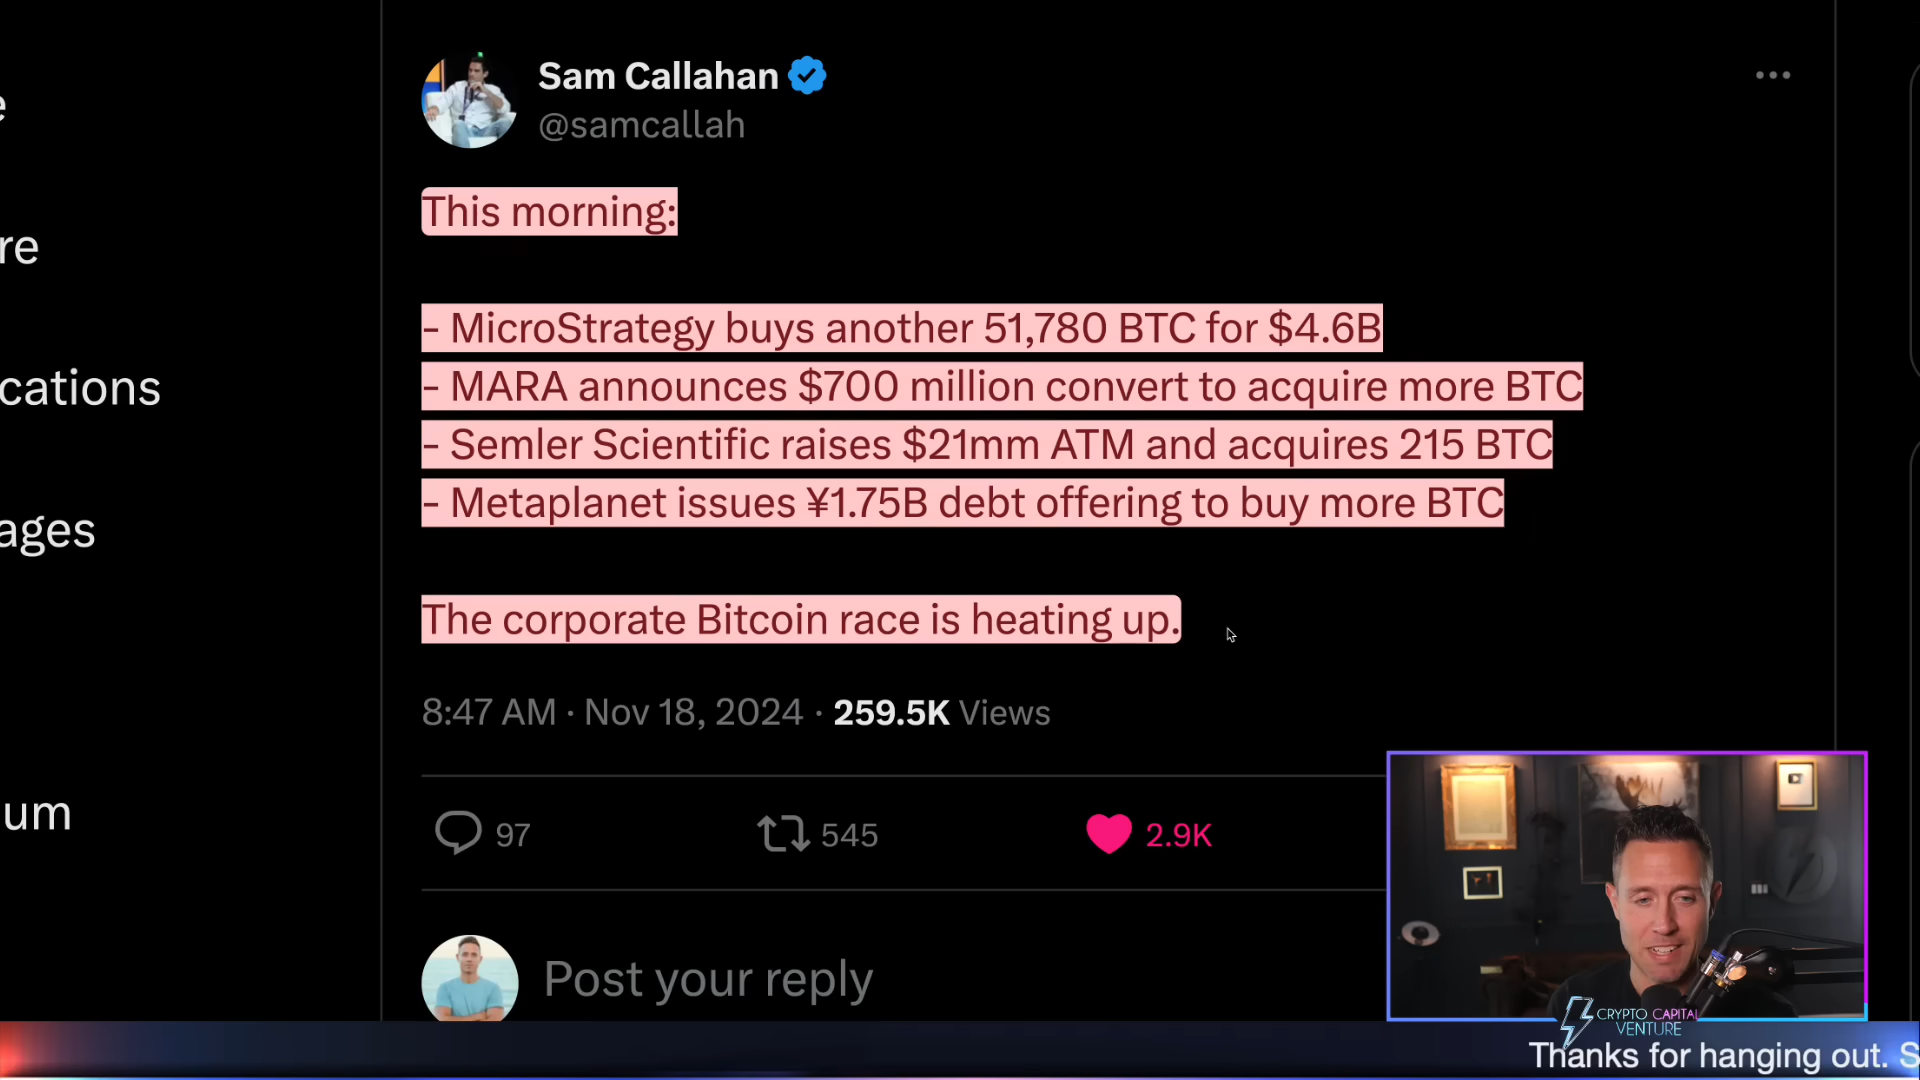 Sam Callahan
@samcallah
This morning:
- MicroStrategy buys another 51,780 BTC for $4.6B
- MARA announces $700 million convert to acquire more BTC
- Semler Scientific raises $21mm ATM and acquires 215 BTC
- Metaplanet issues ¥1.75B debt offering to buy more BTC
The corporate Bitcoin race is heating up.
8:47 AM · Nov 18, 2024 · 259.5K Views
97
545
2.9K
Post your reply
e
re
cations
ages
um
CRYPTO CAPITAL
VENTURE
Thanks for hanging out. S